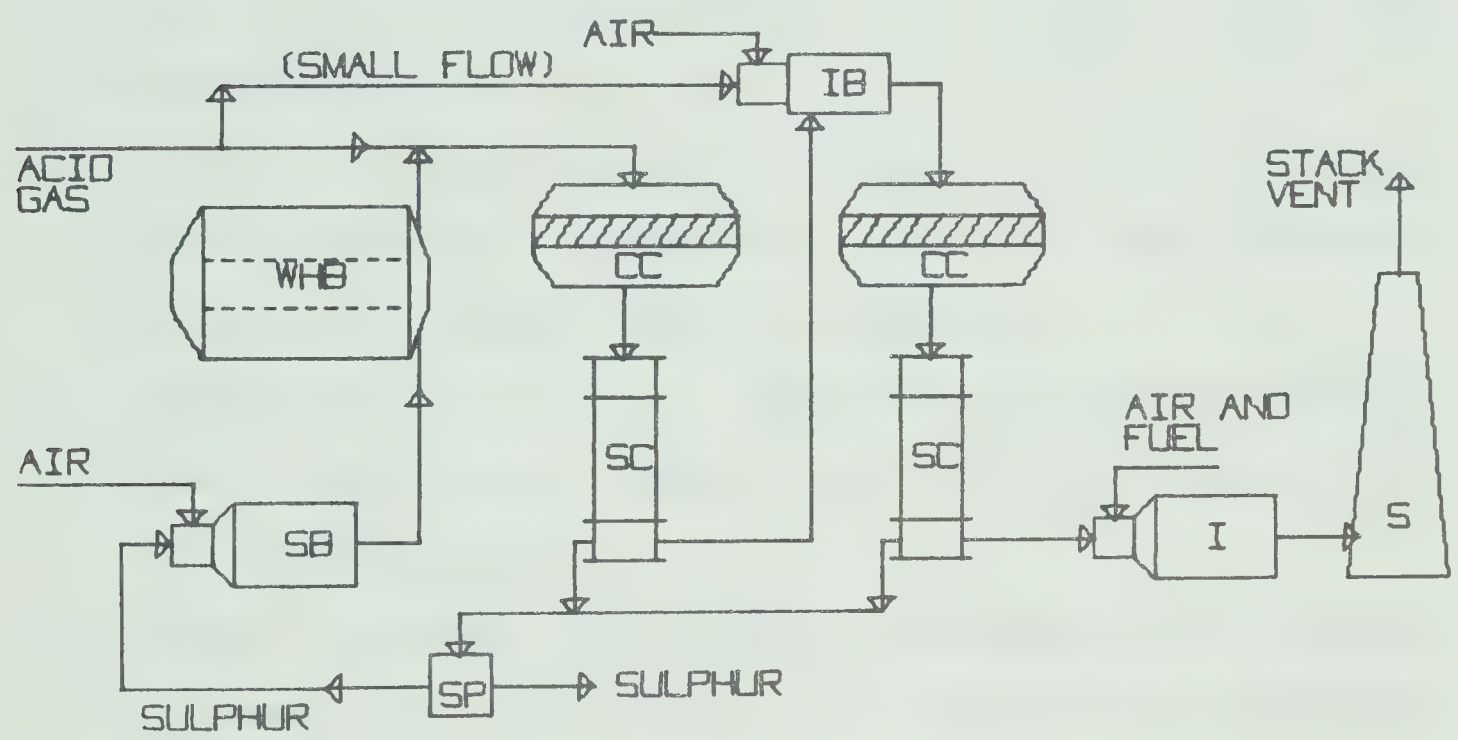 AIR
(SMALL FLOW)
IB
ACID
GAS
STACK
VENT
WHB
CC
CC
AIR AND
FUEL
SC
SC
AIR
SB
I
S
SP
SULPHUR
SULPHUR